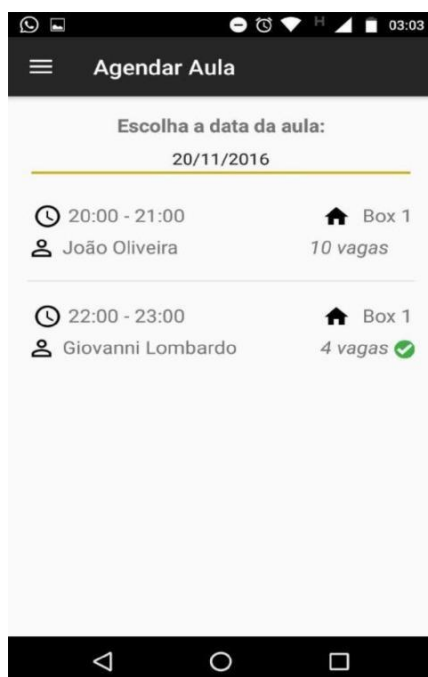 H 03:03
Agendar Aula
Escolha a data da aula:
20/11/2016
20:00 - 21:00 Box 1
João Oliveira 10 vagas
22:00 - 23:00 Box 1
Giovanni Lombardo 4 vagas